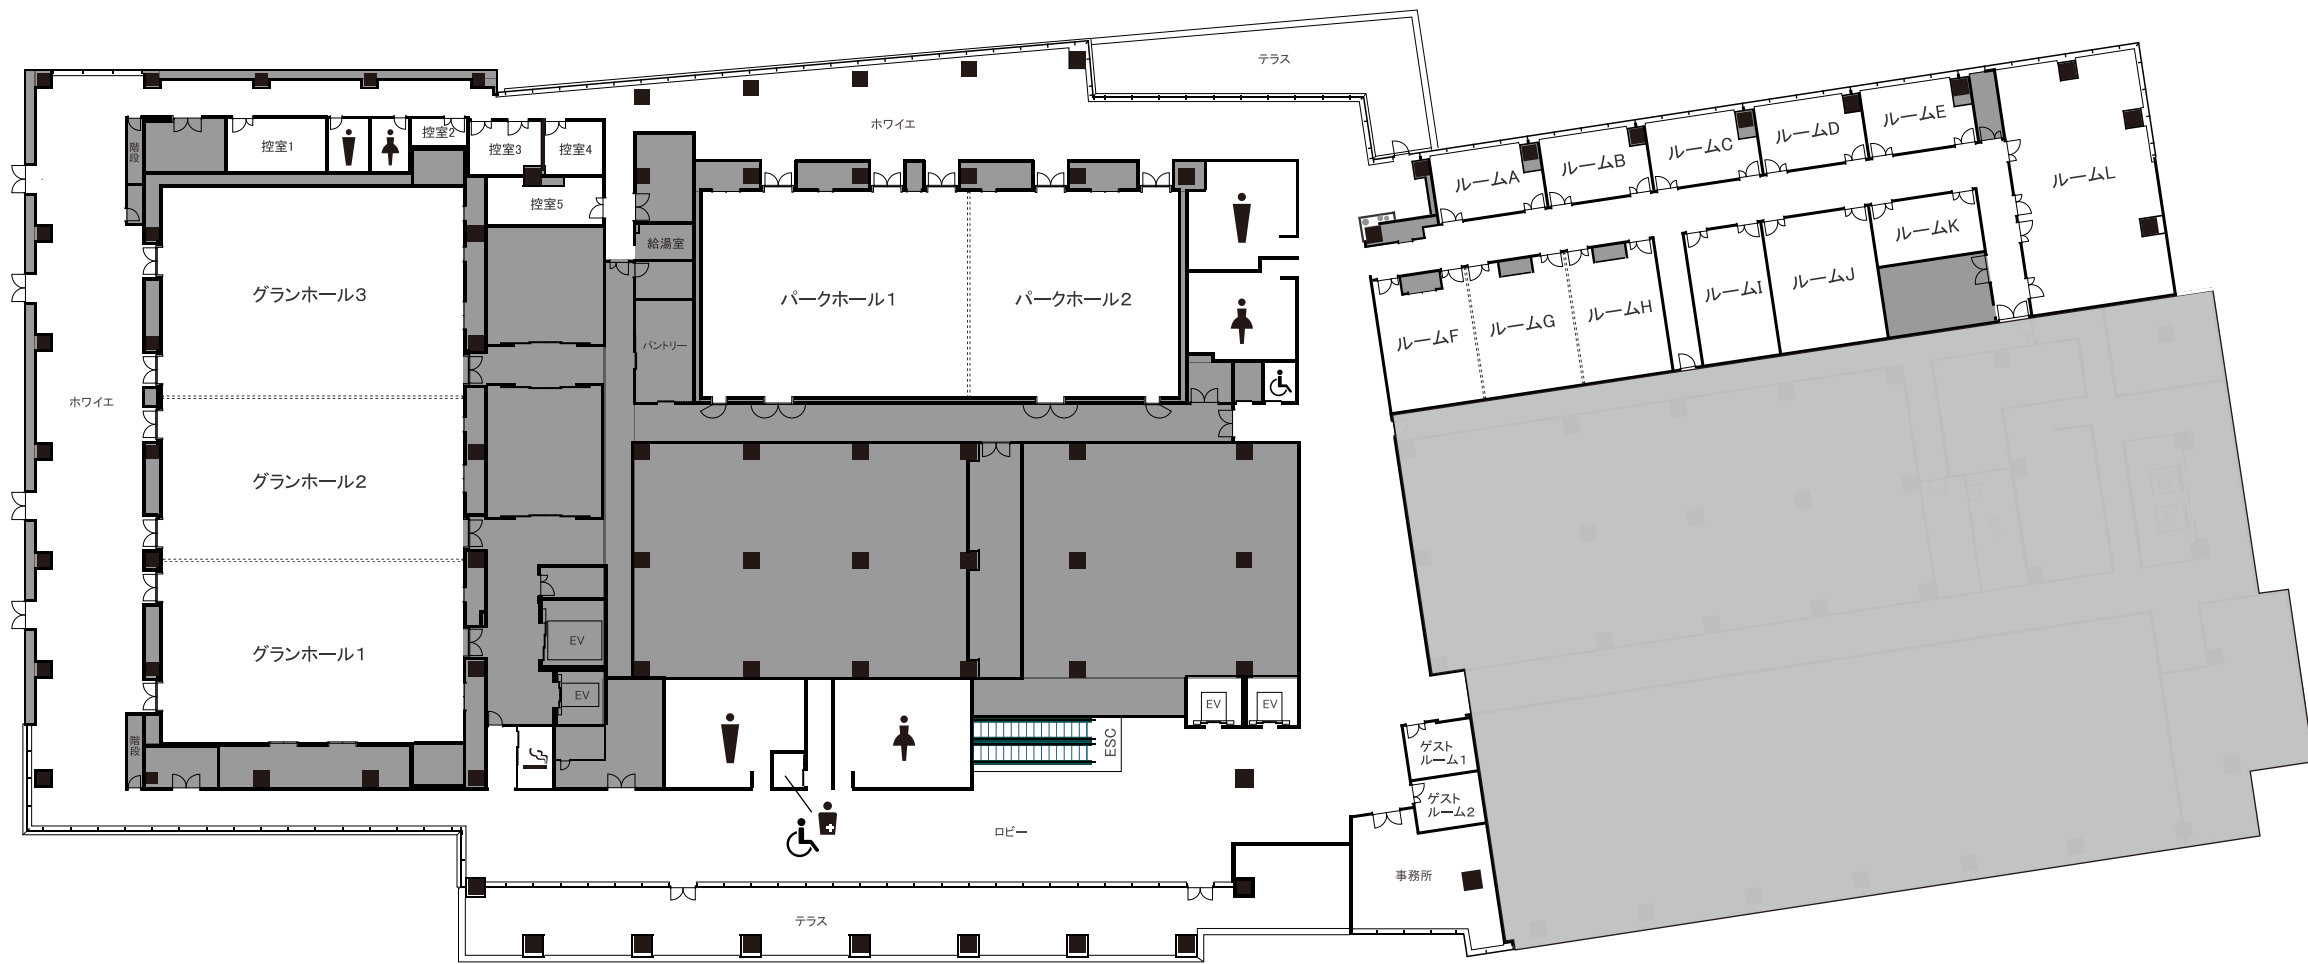 テラス
ホワイエ
階段
控室1
控室2
控室3
控室4
控室5
給湯室
パントリー
グランホール3
グランホール2
グランホール1
ホワイエ
パークホール1
パークホール2
ルームA
ルームB
ルームC
ルームD
ルームE
ルームL
ルームF
ルームG
ルームH
ルームI
ルームJ
ルームK
EV
EV
EV
EV
EV
EV
ESC
階段
ロビー
ゲスト
ルーム1
ゲスト
ルーム2
事務所
テラス